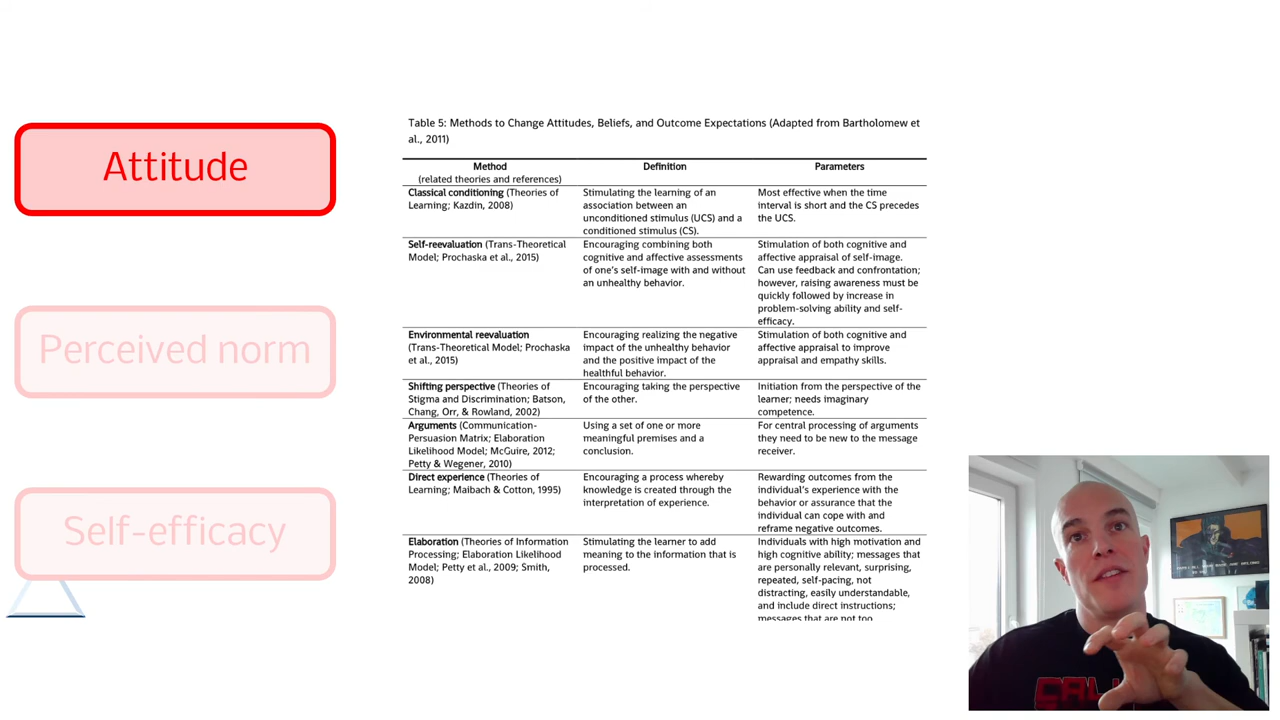 Attitude
Perceived norm
Self-efficacy
Table 5: Methods to Change Attitudes, Beliefs, and Outcome Expectations (Adapted from Bartholomew et
al., 2011)
Method Definition Parameters
(related theories and references)
Classical conditioning (Theories of Stimulating the learning of an Most effective when the time
Learning; Kazdin, 2008) association between an interval is short and the CS precedes
unconditioned stimulus (UCS) and a the UCS.
conditioned stimulus (CS).
Self-reevaluation (Trans-Theoretical Encouraging combining both Stimulation of both cognitive and
Model; Prochaska et al., 2015) cognitive and affective assessments affective appraisal of self-image.
of one's self-image with and without Can use feedback and confrontation;
an unhealthy behavior. however, raising awareness must be
quickly followed by increase in
problem-solving ability and self-
efficacy.
Environmental reevaluation Encouraging realizing the negative Stimulation of both cognitive and
(Trans-Theoretical Model; Prochaska impact of the unhealthy behavior affective appraisal to improve
et al., 2015) and the positive impact of the appraisal and empathy skills.
healthful behavior.
Shifting perspective (Theories of Encouraging taking the perspective Initiation from the perspective of the
Stigma and Discrimination; Batson, of the other. learner; needs imaginary
Chang, Orr, & Rowland, 2002) competence.
Arguments (Communication- Using a set of one or more For central processing of arguments
Persuasion Matrix; Elaboration meaningful premises and a they need to be new to the message
Likelihood Model; McGuire, 2012; conclusion. receiver.
Petty & Wegener, 2010)
Direct experience (Theories of Encouraging a process whereby Rewarding outcomes from the
Learning; Maibach & Cotton, 1995) knowledge is created through the individual's experience with the
interpretation of experience. behavior or assurance that the
individual can cope with and
reframe negative outcomes.
Elaboration (Theories of Information Stimulating the learner to add Individuals with high motivation and
Processing; Elaboration Likelihood meaning to the information that is high cognitive ability; messages that
Model; Petty et al., 2009; Smith, processed. are personally relevant, surprising,
2008) repeated, self-pacing, not
distracting, easily understandable,
and include direct instructions;
messages that are not too